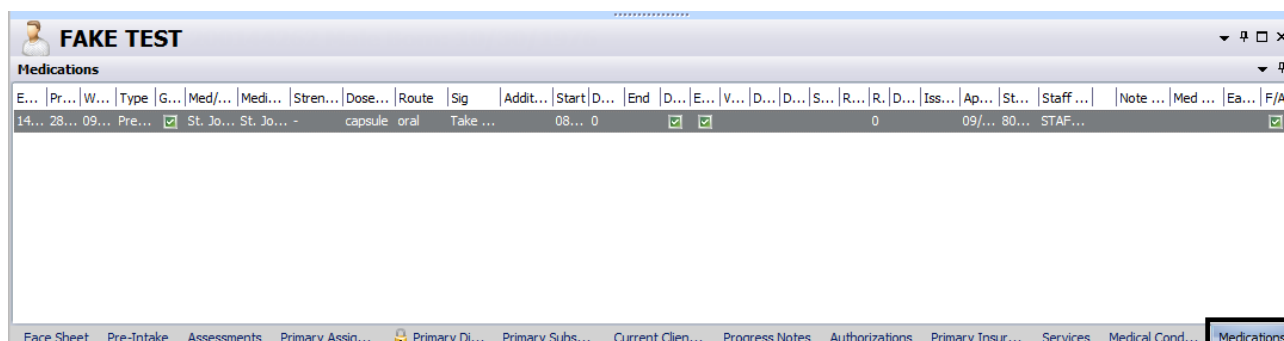 FAKE TEST
Medications
E... Pr... W... Type G... Med/... Medi... Stren... Dose... Route Sig Addit... Start D... End D... E... V... D... D... S... R... R. D... Iss... Ap... St... Staff ... Note ... Med ... Ea... F/A
14... 28... 09... Pre... St. Jo... St. Jo... - capsule oral Take ... 08... 0 0 09/... 80... STAF...
Face Sheet Pre-Intake Assessments Primary Assig... Primary Di... Primary Subs... Current Clien... Progress Notes Authorizations Primary Insur... Services Medical Cond... Medications